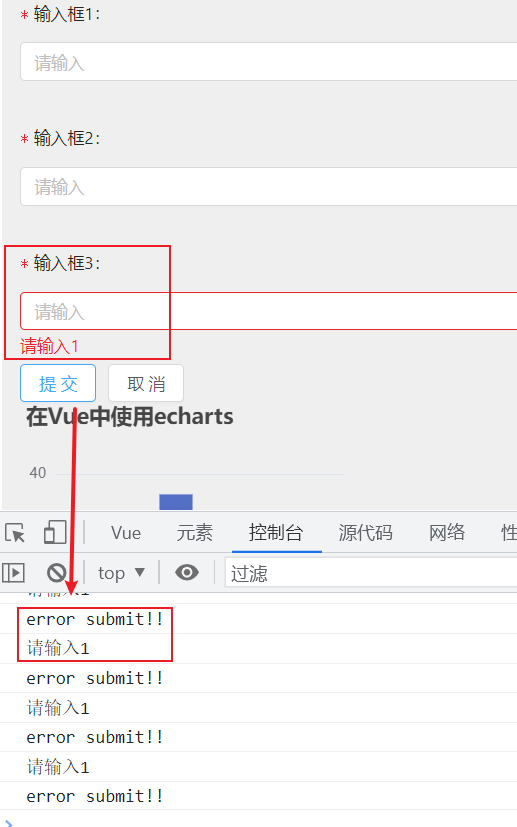 * 输入框1:
请输入
* 输入框2:
请输入
* 输入框3:
请输入
请输入1
提 交 取 消
在Vue中使用echarts
40
Vue 元素 控制台 源代码 网络
top ▼ 过滤
请输入1
error submit!!
请输入1
error submit!!
请输入1
error submit!!
请输入1
error submit!!